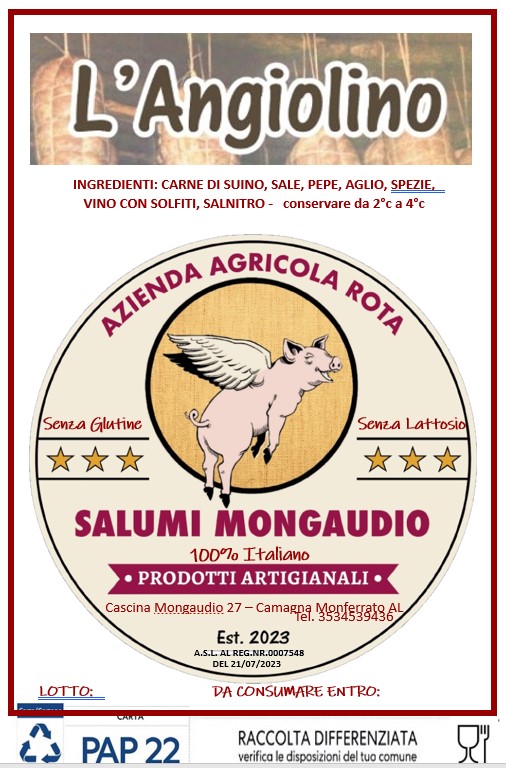 L'Angiolino
INGREDIENTI: CARNE DI SUINO, SALE, PEPE, AGLIO, SPEZIE,
VINO CON SOLFITI, SALNITRO - conservare da 2°c a 4°c
AZIENDA AGRICOLA ROTA
Senza Glutine
Senza Lattosio
SALUMI MONGAUDIO
100% Italiano
• PRODOTTI ARTIGIANALI •
Cascina Mongaudio 27 – Camagna Monferrato AL
Tel. 3534539436
Est. 2023
A.S.L. AL REG.NR.0007548
DEL 21/07/2023
LOTTO:
DA CONSUMARE ENTRO:
CARTA
PAP 22
RACCOLTA DIFFERENZIATA
verifica le disposizioni del tuo comune